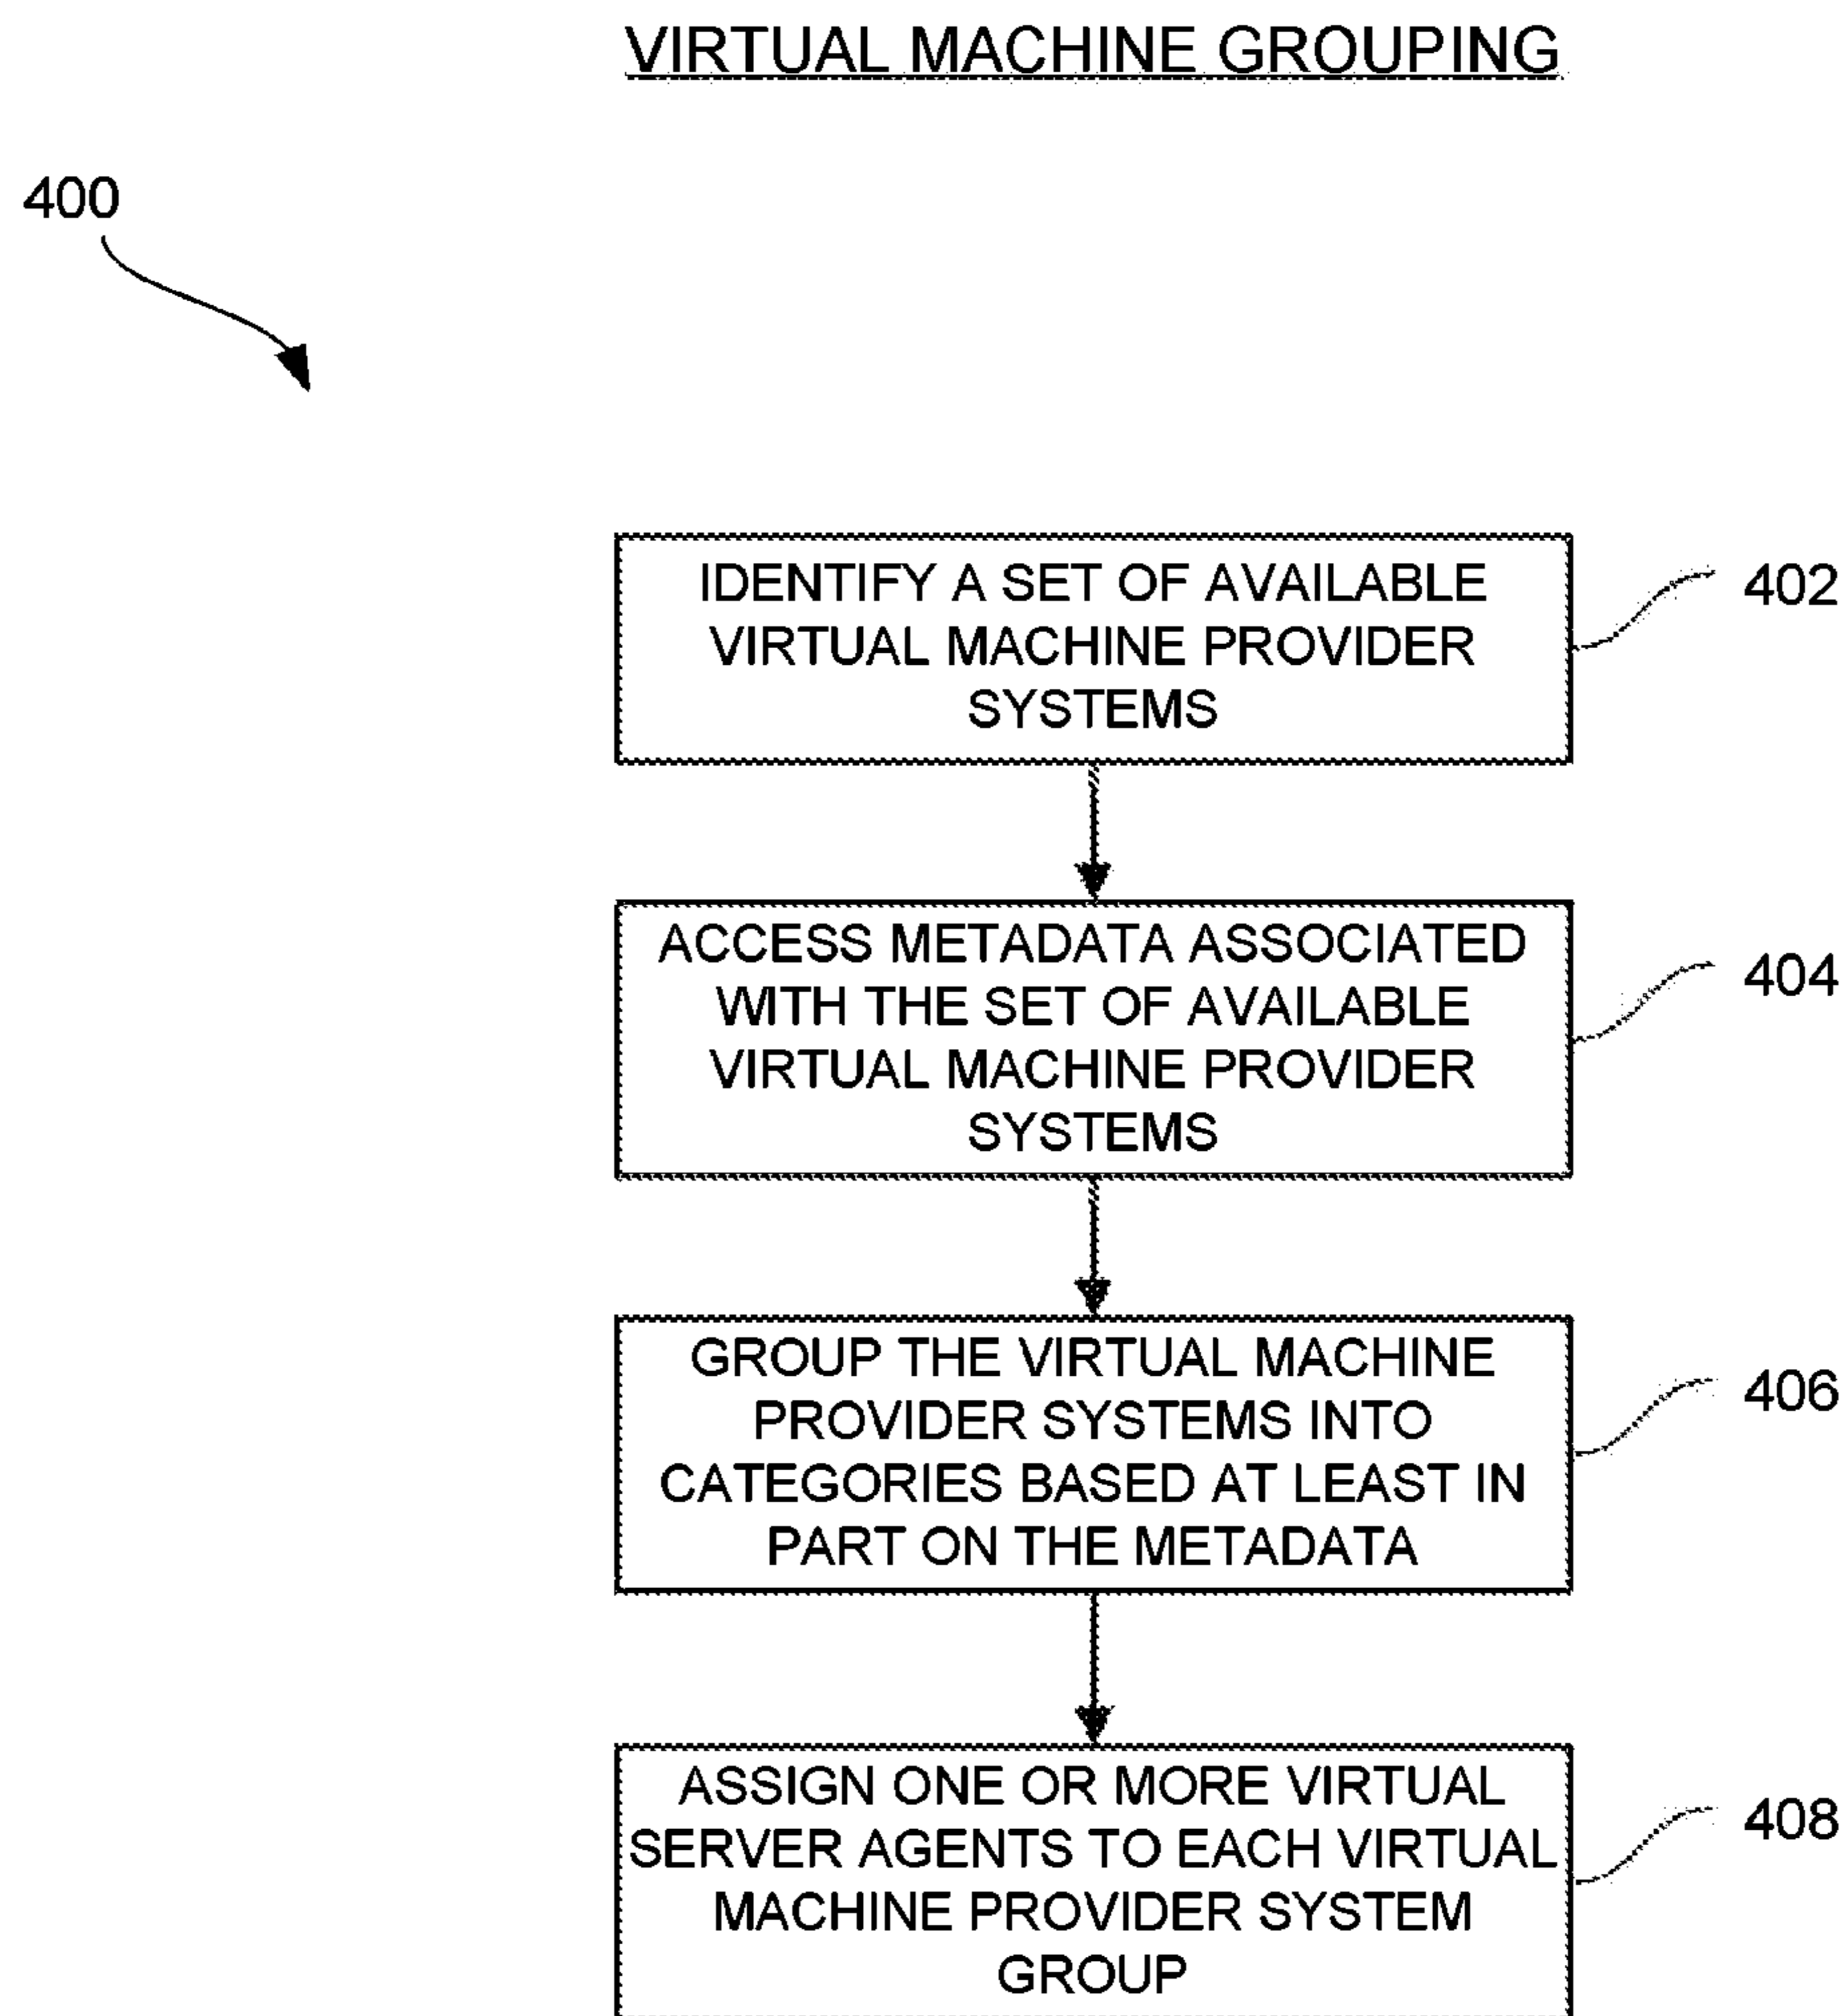 VIRTUAL MACHINE GROUPING
400
IDENTIFY A SET OF AVAILABLE
VIRTUAL MACHINE PROVIDER
SYSTEMS
402
ACCESS METADATA ASSOCIATED
WITH THE SET OF AVAILABLE
VIRTUAL MACHINE PROVIDER
SYSTEMS
404
GROUP THE VIRTUAL MACHINE
PROVIDER SYSTEMS INTO
CATEGORIES BASED AT LEAST IN
PART ON THE METADATA
406
ASSIGN ONE OR MORE VIRTUAL
SERVER AGENTS TO EACH VIRTUAL
MACHINE PROVIDER SYSTEM
GROUP
408